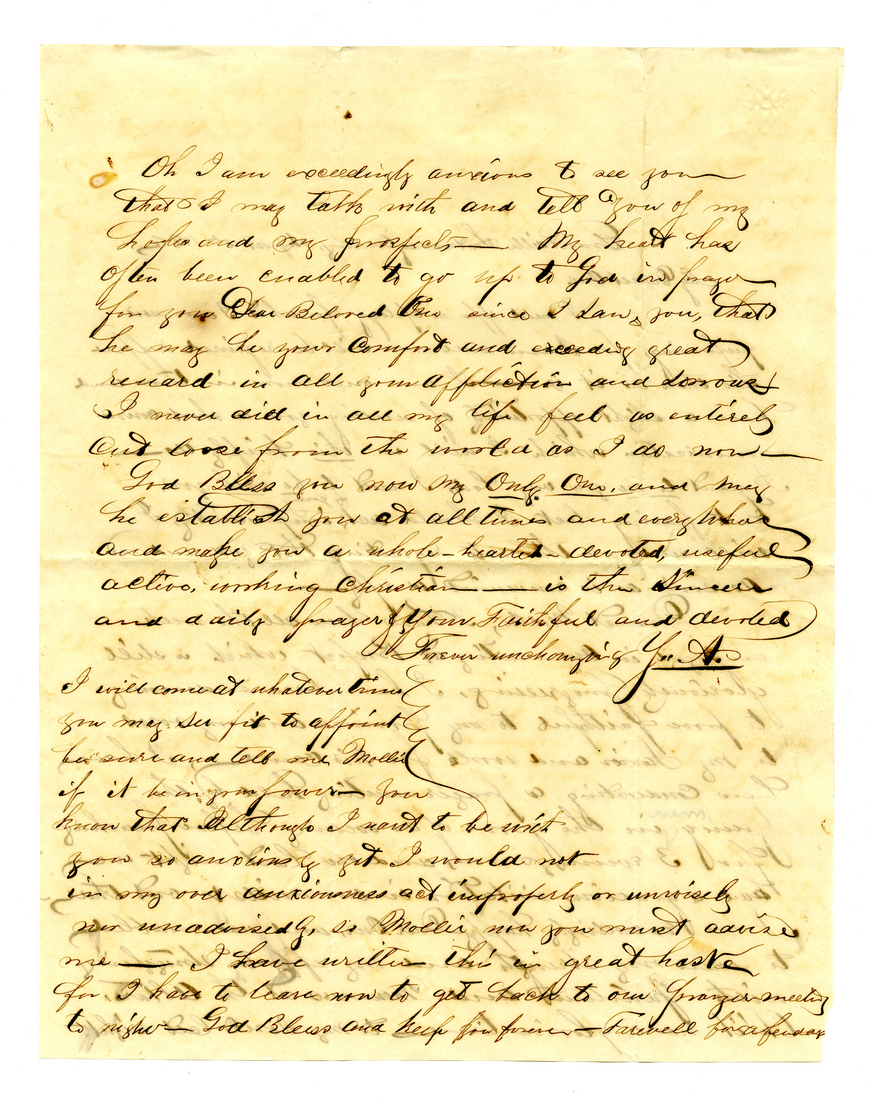 Oh I am exceedingly anxious to see you
that I may talk with and tell you of my
hopes and my prospects — My heart has
often been enabled to go up to God in prayer
for you Dear Beloved One since I saw you, that
he may be your comfort and exceeding great
reward in all your affliction and sorrows
I never did in all my life feel as entirely
cut loose from the world as I do now —
God Bless you now my Only One, and may
he establish you at all times and everywhere
and make you a whole-hearted - devoted, useful
active, working Christian — is the sincere
and daily prayer of Your Faithful and devoted
Forever unchanging
I will come at whatever time
you may see fit to appoint
be sure and tell me Mollie
if it be in your power — you
know that Although I want to be with
you so anxiously yet I would not
in my over anxiousness act improperly or unwisely
nor unadvisedly, so Mollie now you must advise
me — I have written this in great haste
for I have to leave now to get back to our prayer meeting
to night — God Bless and keep you forever — Farewell for a few days